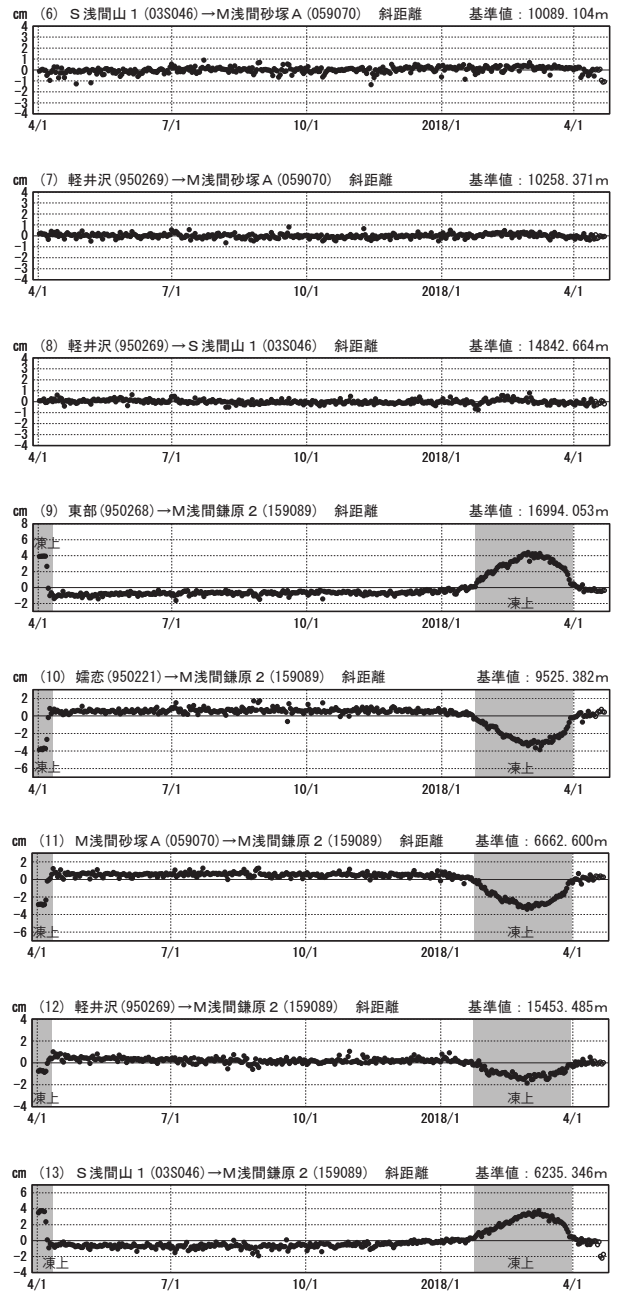 cm (6) S浅間山1(03S046)→M浅間砂塚A(059070) 斜距離 基準値:10089.104m
4
3
2
1
0
-1
-2
-3
-4
4/1 7/1 10/1 2018/1 4/1
cm (7) 軽井沢(950269)→M浅間砂塚A(059070) 斜距離 基準値:10258.371m
4
3
2
1
0
-1
-2
-3
-4
4/1 7/1 10/1 2018/1 4/1
cm (8) 軽井沢(950269)→S浅間山1(03S046) 斜距離 基準値:14842.664m
4
3
2
1
0
-1
-2
-3
-4
4/1 7/1 10/1 2018/1 4/1
cm (9) 東部(950268)→M浅間鎌原2(159089) 斜距離 基準値:16994.053m
8
凍上
6
4
2
0
-2
凍上
4/1 7/1 10/1 2018/1 4/1
cm (10) 嬬恋(950221)→M浅間鎌原2(159089) 斜距離 基準値:9525.382m
2
0
-2
-4
-6
凍上 凍上
4/1 7/1 10/1 2018/1 4/1
cm (11) M浅間砂塚A(059070)→M浅間鎌原2(159089) 斜距離 基準値:6662.600m
2
0
-2
-4
-6
凍上 凍上
4/1 7/1 10/1 2018/1 4/1
cm (12) 軽井沢(950269)→M浅間鎌原2(159089) 斜距離 基準値:15453.485m
4
2
0
-2
-4
凍上 凍上
4/1 7/1 10/1 2018/1 4/1
cm (13) S浅間山1(03S046)→M浅間鎌原2(159089) 斜距離 基準値:6235.346m
6
4
2
0
-2
-4
凍上 凍上
4/1 7/1 10/1 2018/1 4/1